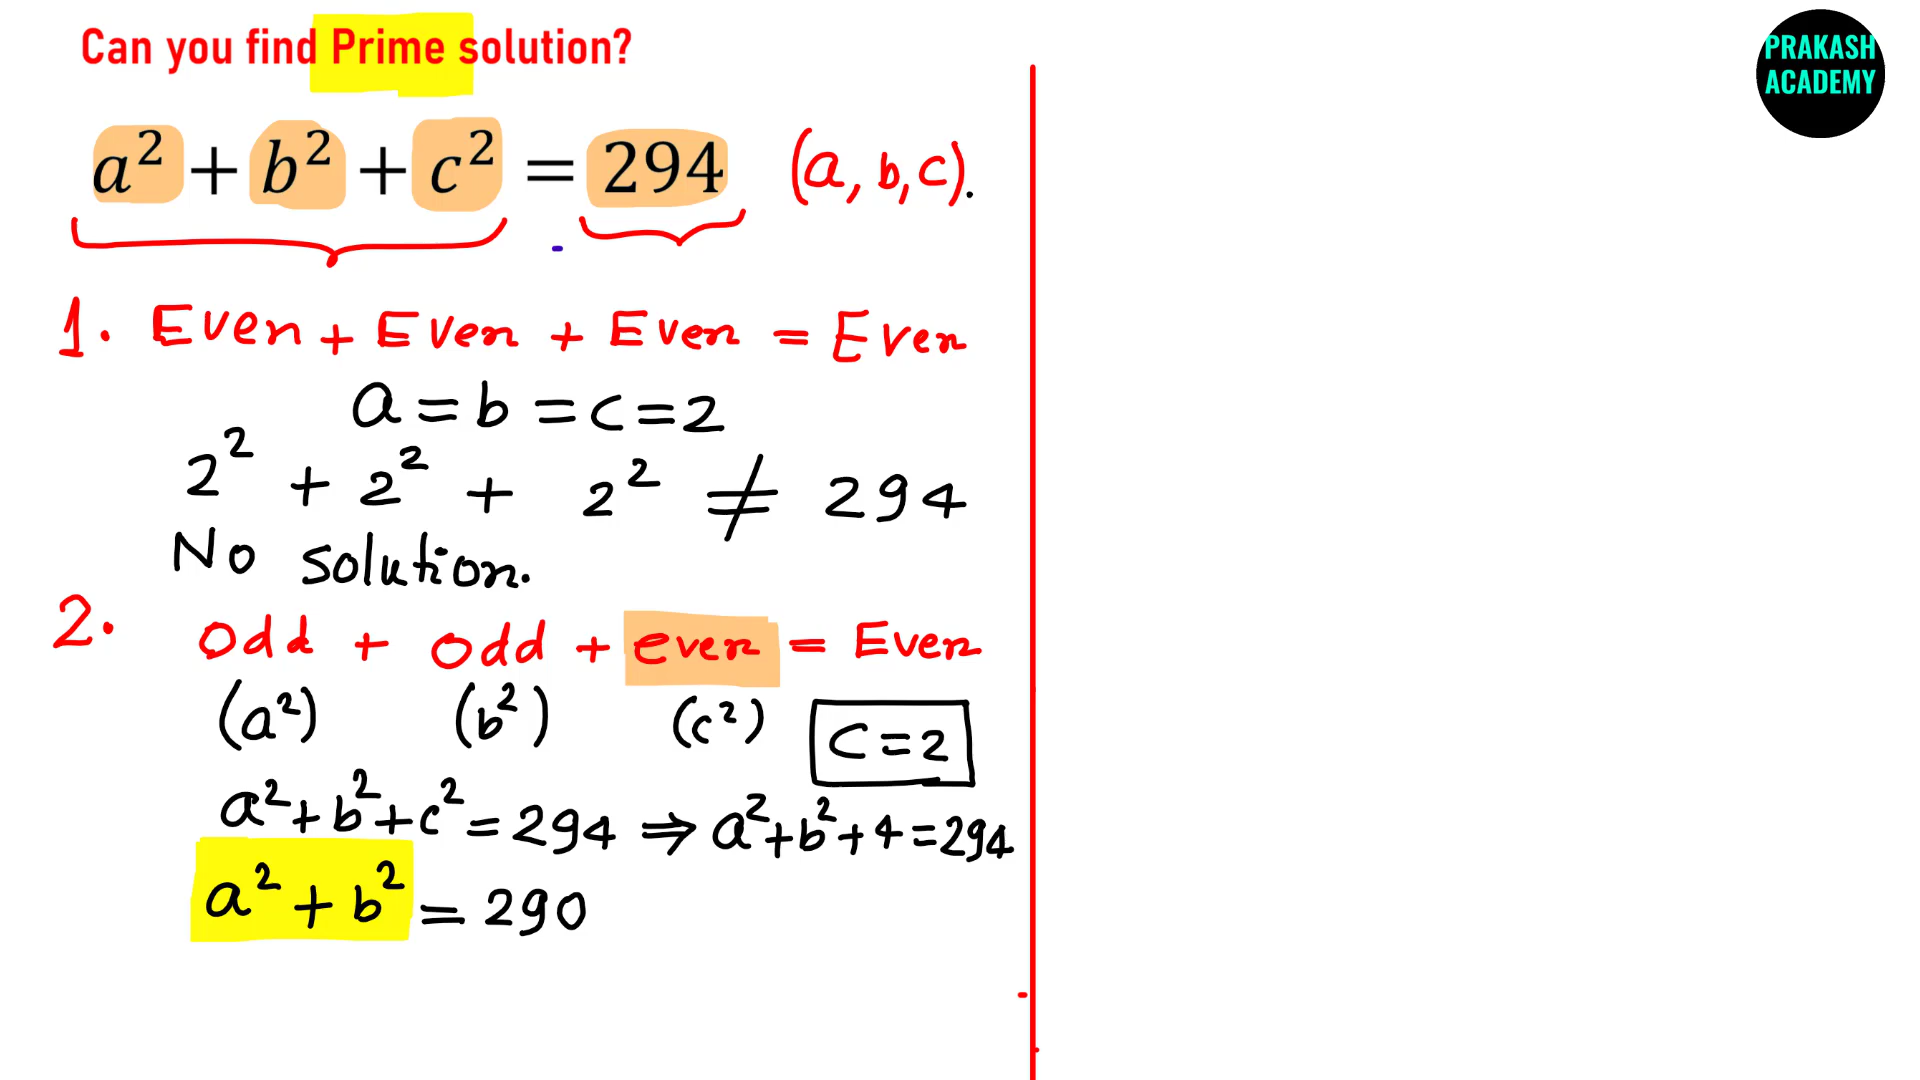 Can you find Prime solution?
PRAKASH
ACADEMY
a² + b² + c² = 294 (a, b, c).
1. Even + Even + Even = Even
a = b = c = 2
2² + 2² + 2² ≠ 294
No solution.
2. odd + odd + even = Even
(a²) (b²) (c²) C = 2
a² + b² + c² = 294 ⇒ a² + b² + 4 = 294
a² + b² = 290